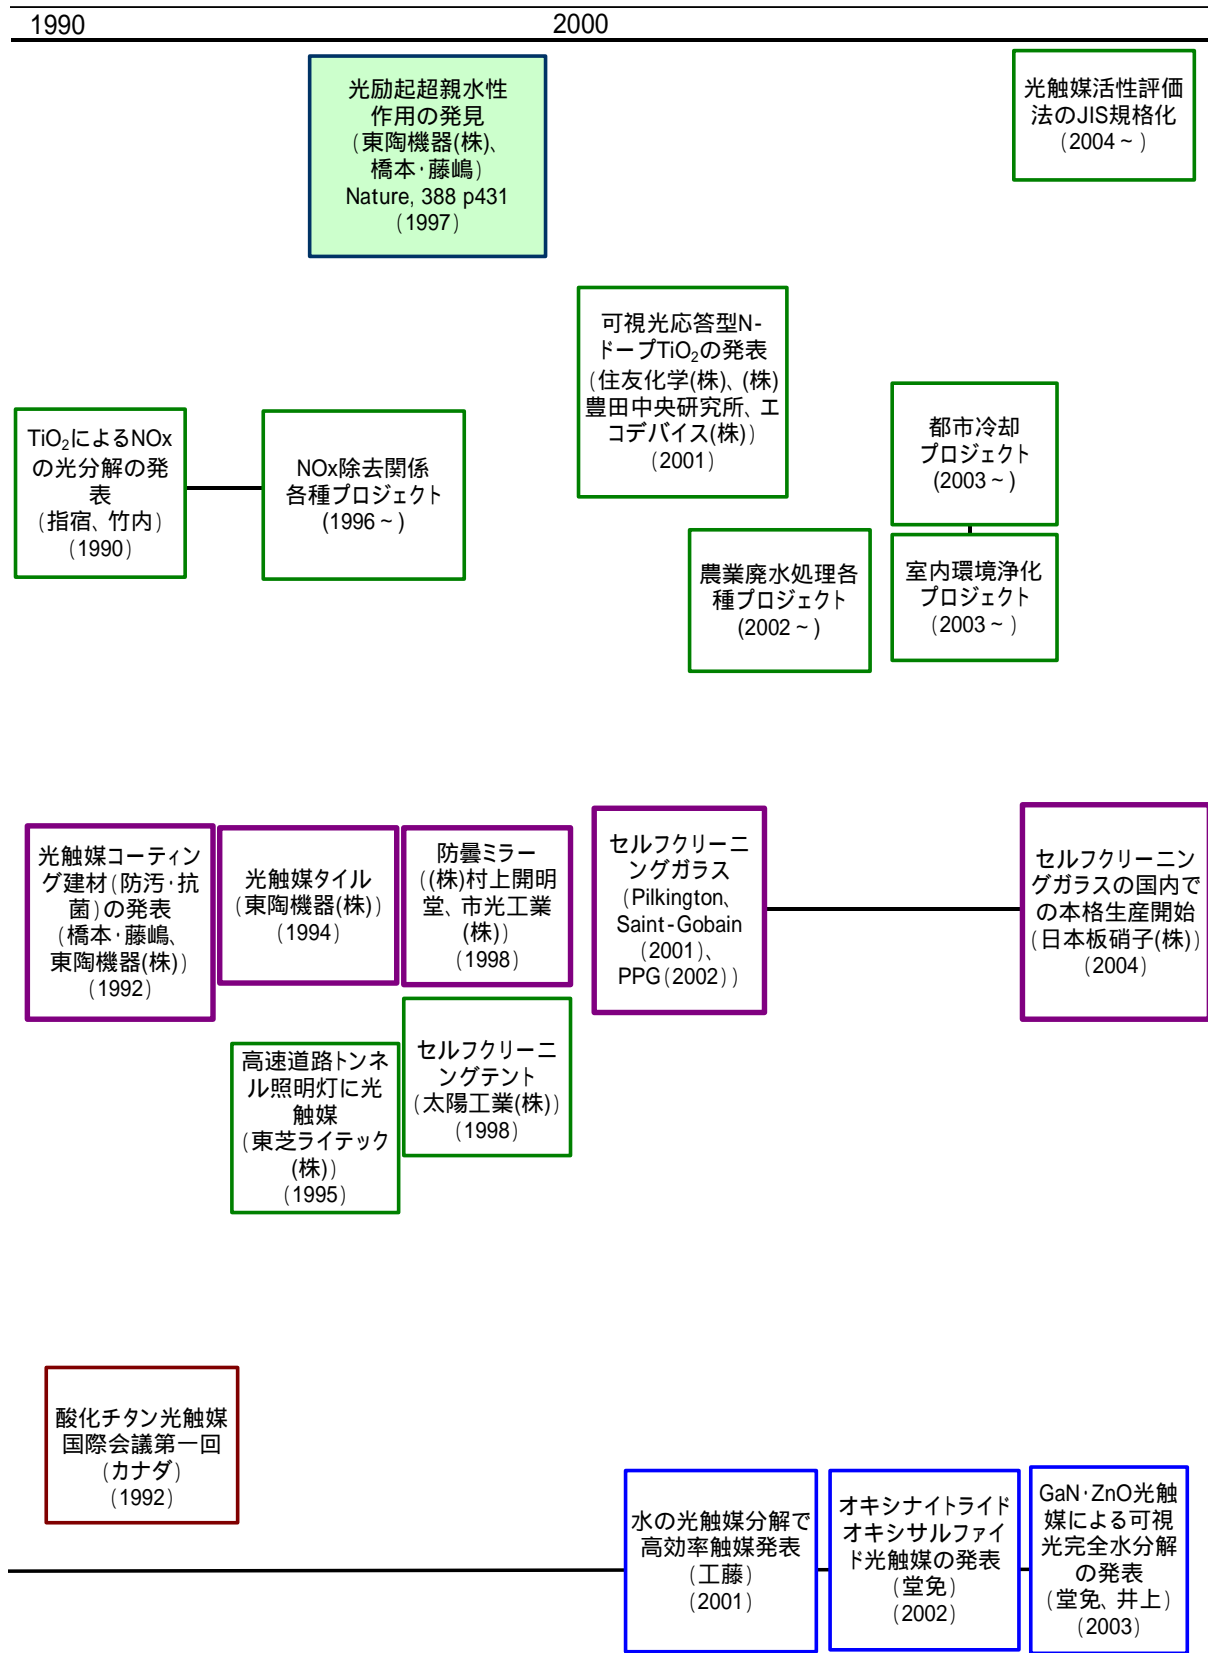 1990
2000
光励起超親水性
作用の発見
(東陶機器(株)、
橋本・藤嶋)
Nature, 388 p431
(1997)
光触媒活性評価
法のJIS規格化
(2004~)
可視光応答型N-
ドープTiO₂の発表
(住友化学(株)、(株)
豊田中央研究所、エ
コデバイス(株))
(2001)
TiO₂によるNOx
の光分解の発
表
(指宿、竹内)
(1990)
NOx除去関係
各種プロジェクト
(1996~)
都市冷却
プロジェクト
(2003~)
農業廃水処理各
種プロジェクト
(2002~)
室内環境浄化
プロジェクト
(2003~)
光触媒コーティン
グ建材(防汚・抗
菌)の発表
(橋本・藤嶋、
東陶機器(株))
(1992)
光触媒タイル
(東陶機器(株))
(1994)
防曇ミラー
((株)村上開明
堂、市光工業
(株))
(1998)
セルフクリーニ
ングガラス
(Pilkington、
Saint-Gobain
(2001)、
PPG(2002))
セルフクリーニン
グガラスの国内で
の本格生産開始
(日本板硝子(株))
(2004)
高速道路トンネ
ル照明灯に光
触媒
(東芝ライテック
(株))
(1995)
セルフクリーニ
ングテント
(太陽工業(株))
(1998)
酸化チタン光触媒
国際会議第一回
(カナダ)
(1992)
水の光触媒分解で
高効率触媒発表
(工藤)
(2001)
オキシナイトライド
オキシサルファイ
ド光触媒の発表
(堂免)
(2002)
GaN・ZnO光触
媒による可視
光完全水分解
の発表
(堂免、井上)
(2003)